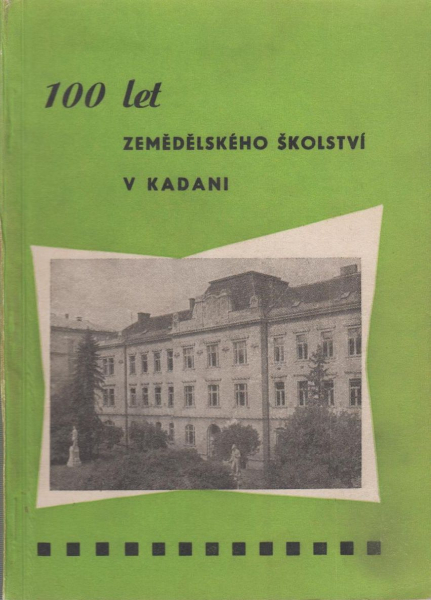 100 let
ZEMĚDĚLSKÉHO ŠKOLSTVÍ
V KADANI